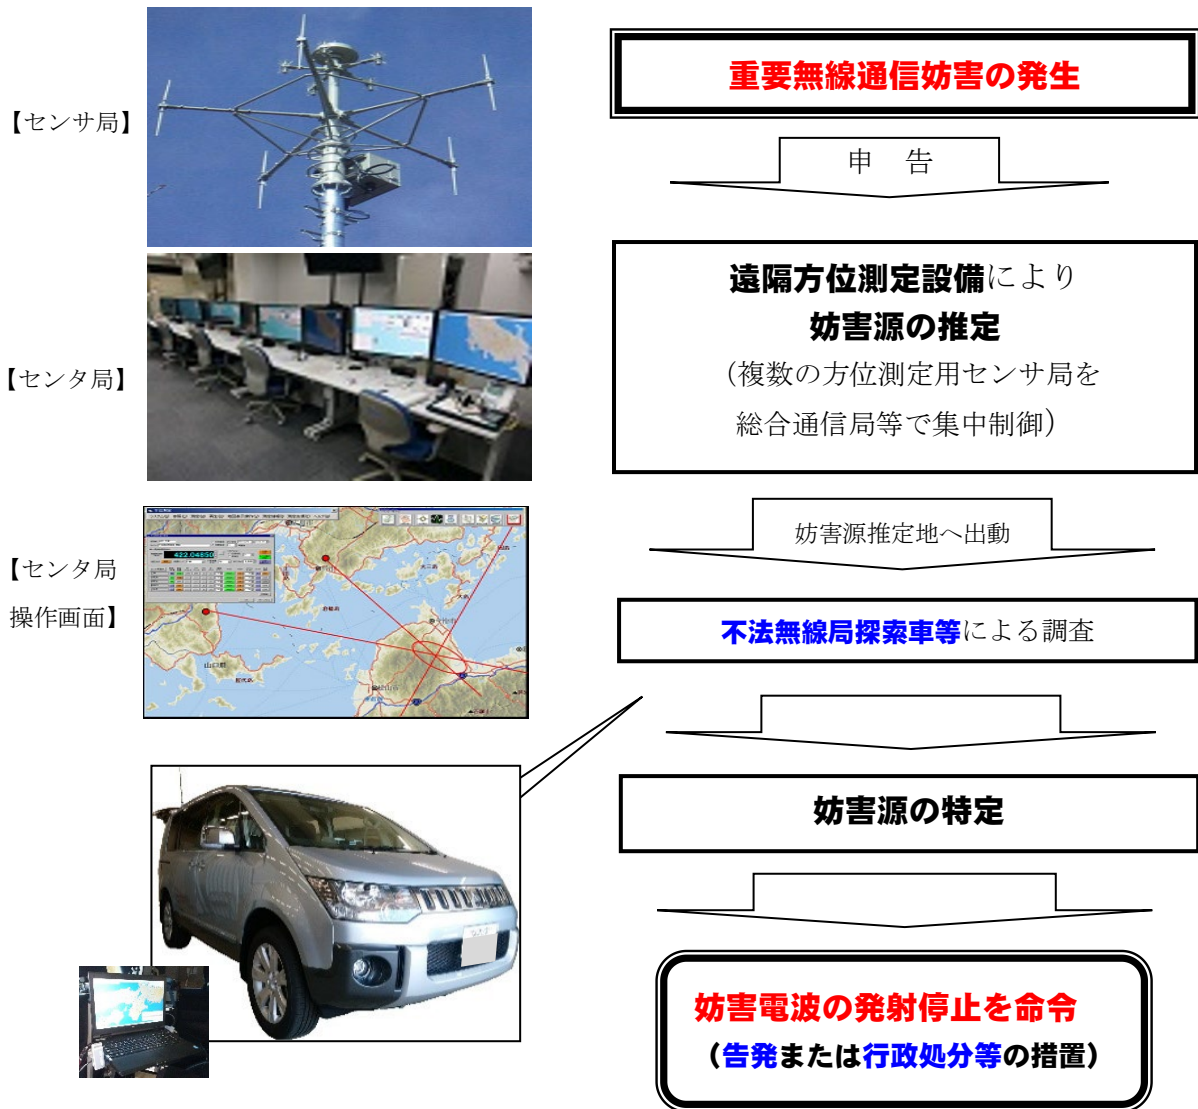 【センサ局】
【センタ局】
【センタ局
操作画面】
422.04650
山口県
重要無線通信妨害の発生
申　告
遠隔方位測定設備により
妨害源の推定
（複数の方位測定用センサ局を
総合通信局等で集中制御）
妨害源推定地へ出動
不法無線局探索車等による調査
妨害源の特定
妨害電波の発射停止を命令
（告発または行政処分等の措置）